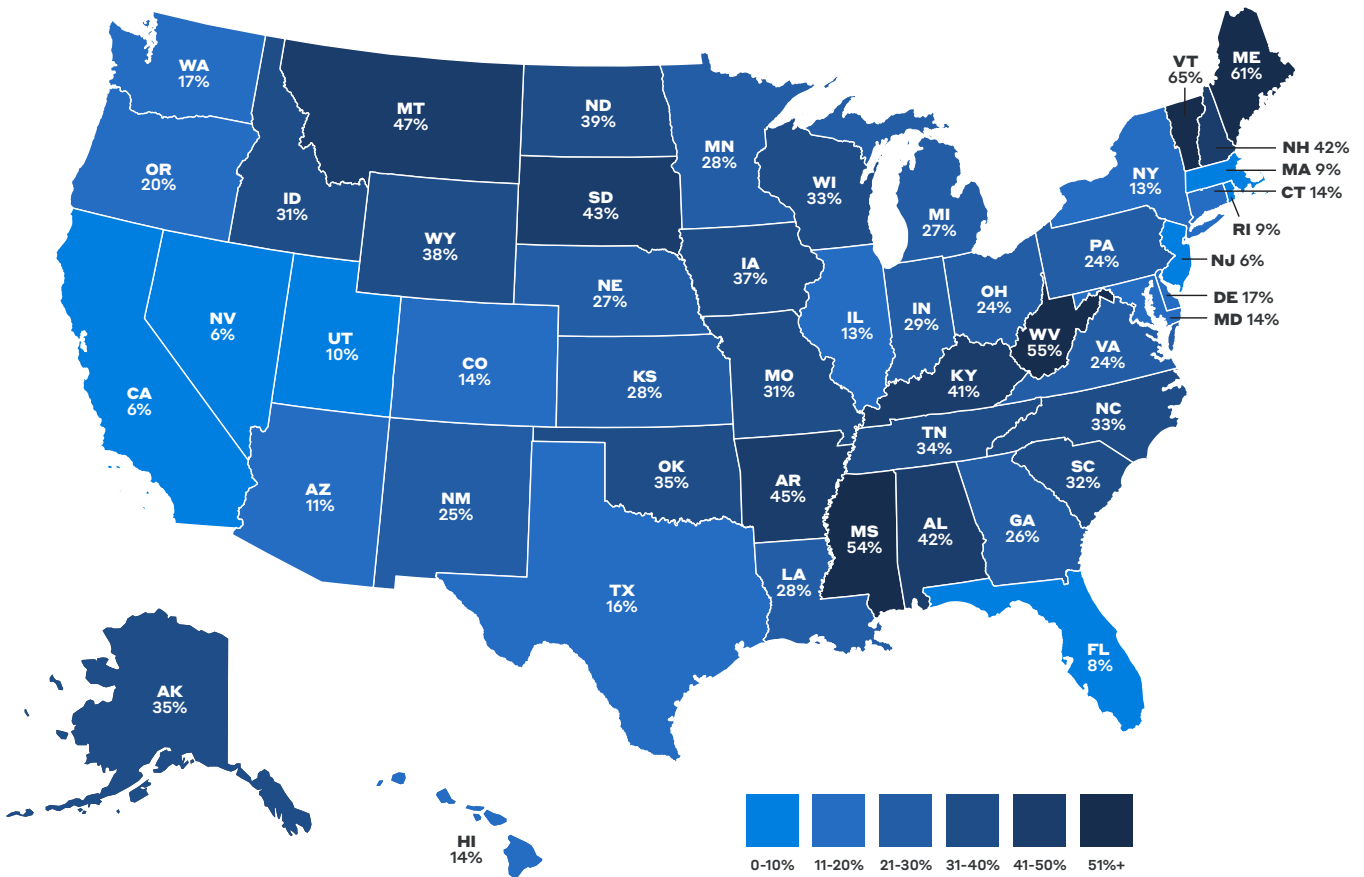 WA
17%
OR
20%
CA
6%
NV
6%
ID
31%
MT
47%
WY
38%
UT
10%
AZ
11%
CO
14%
NM
25%
ND
39%
SD
43%
NE
27%
KS
28%
OK
35%
TX
16%
MN
28%
IA
37%
MO
31%
AR
45%
LA
28%
WI
33%
IL
13%
MI
27%
IN
29%
OH
24%
KY
41%
TN
34%
MS
54%
AL
42%
GA
26%
FL
8%
SC
32%
NC
33%
VA
24%
WV
55%
PA
24%
NY
13%
VT
65%
ME
61%
NH 42%
MA 9%
CT 14%
RI 9%
NJ 6%
DE 17%
MD 14%
AK
35%
HI
14%
0-10%
11-20%
21-30%
31-40%
41-50%
51%+